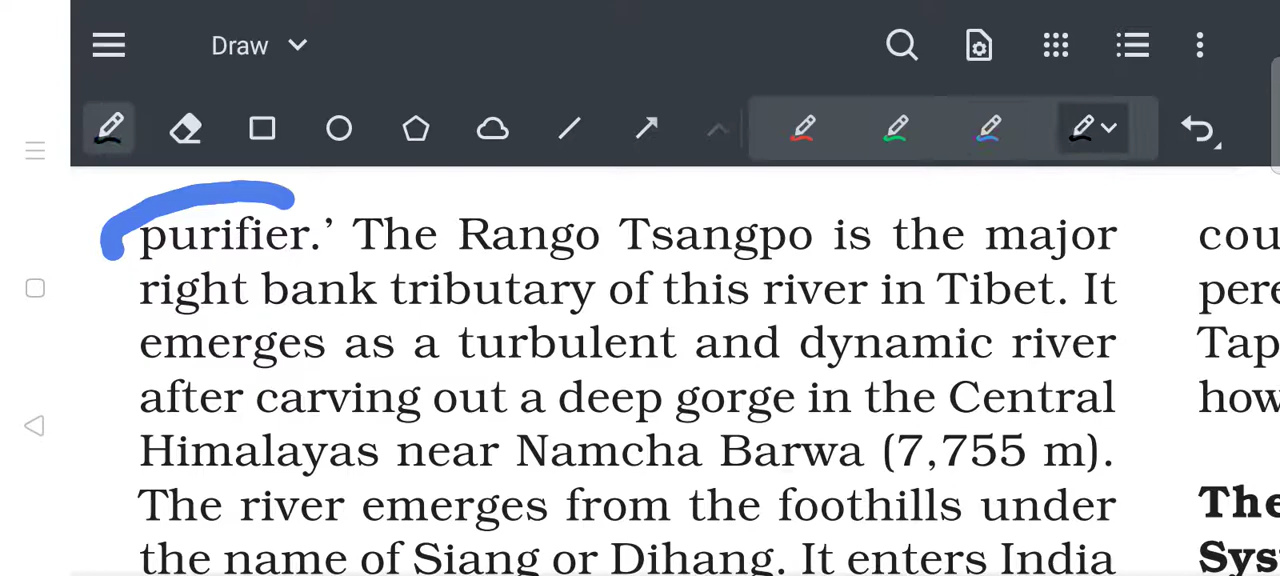 Draw
purifier.’ The Rango Tsangpo is the major
right bank tributary of this river in Tibet. It
emerges as a turbulent and dynamic river
after carving out a deep gorge in the Central
Himalayas near Namcha Barwa (7,755 m).
The river emerges from the foothills under
the name of Siang or Dihang. It enters India
cou
pere
Tap
how
The
Sys